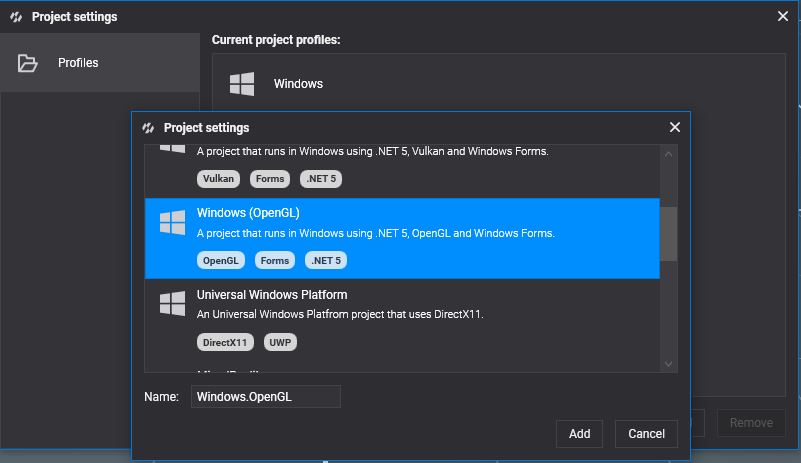 Project settings
Profiles
Current project profiles:
Windows
Project settings
A project that runs in Windows using .NET 5, Vulkan and Windows Forms.
Vulkan Forms .NET 5
Windows (OpenGL)
A project that runs in Windows using .NET 5, OpenGL and Windows Forms.
OpenGL Forms .NET 5
Universal Windows Platform
An Universal Windows Platfrom project that uses DirectX11.
DirectX11 UWP
Name: Windows.OpenGL
Remove
Add Cancel